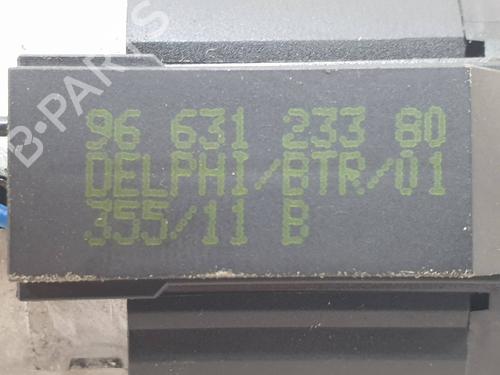 B-PARTS
96 631 233 80
DELPHI/BTR/01
355/11 B